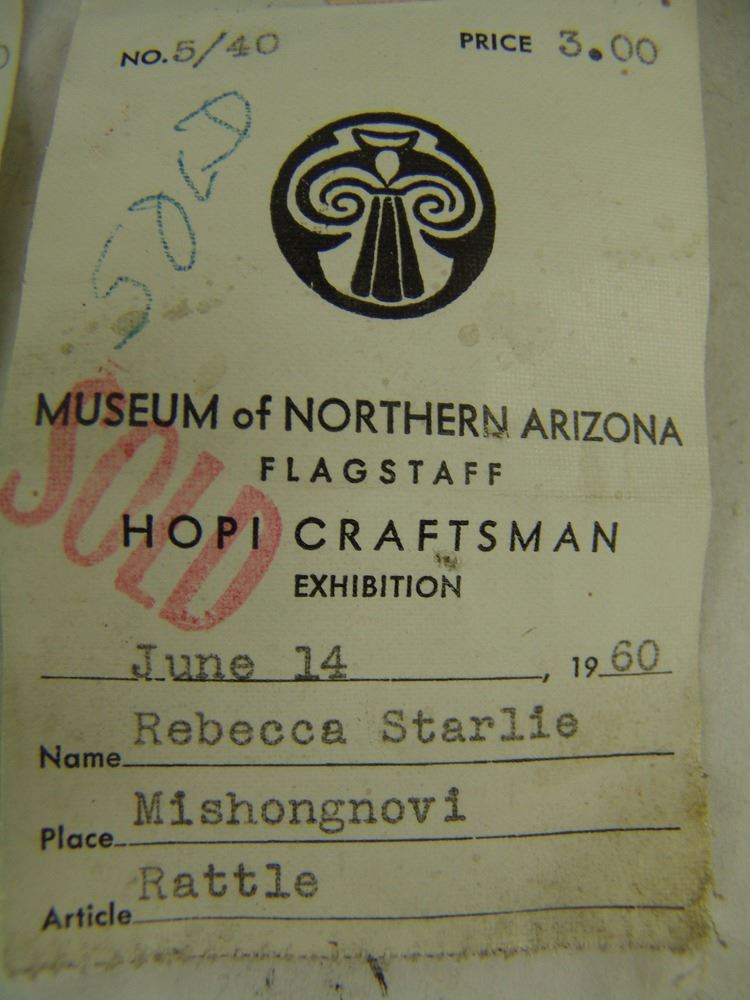 NO. 5/40 PRICE 3.00
SOLD
MUSEUM of NORTHERN ARIZONA
FLAGSTAFF
SOLD
HOPI CRAFTSMAN
EXHIBITION
June 14, 19 60
Name Rebecca Starlie
Place Mishongnovi
Article Rattle